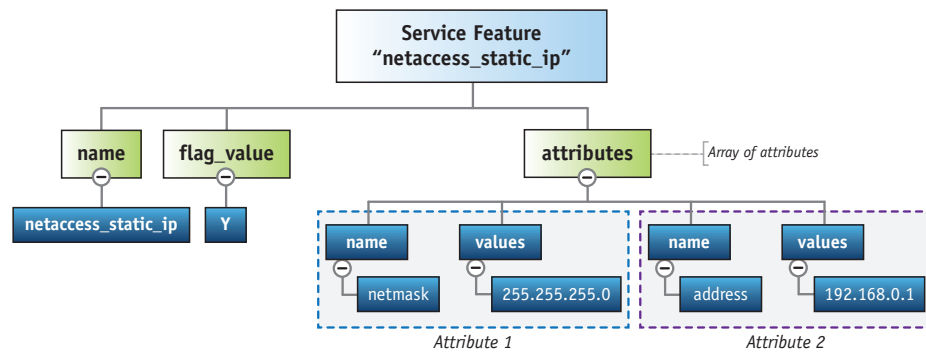 Service Feature
“netaccess_static_ip”
name
flag_value
attributes
Array of attributes
netaccess_static_ip
Y
name
values
name
values
netmask
255.255.255.0
address
192.168.0.1
Attribute 1
Attribute 2